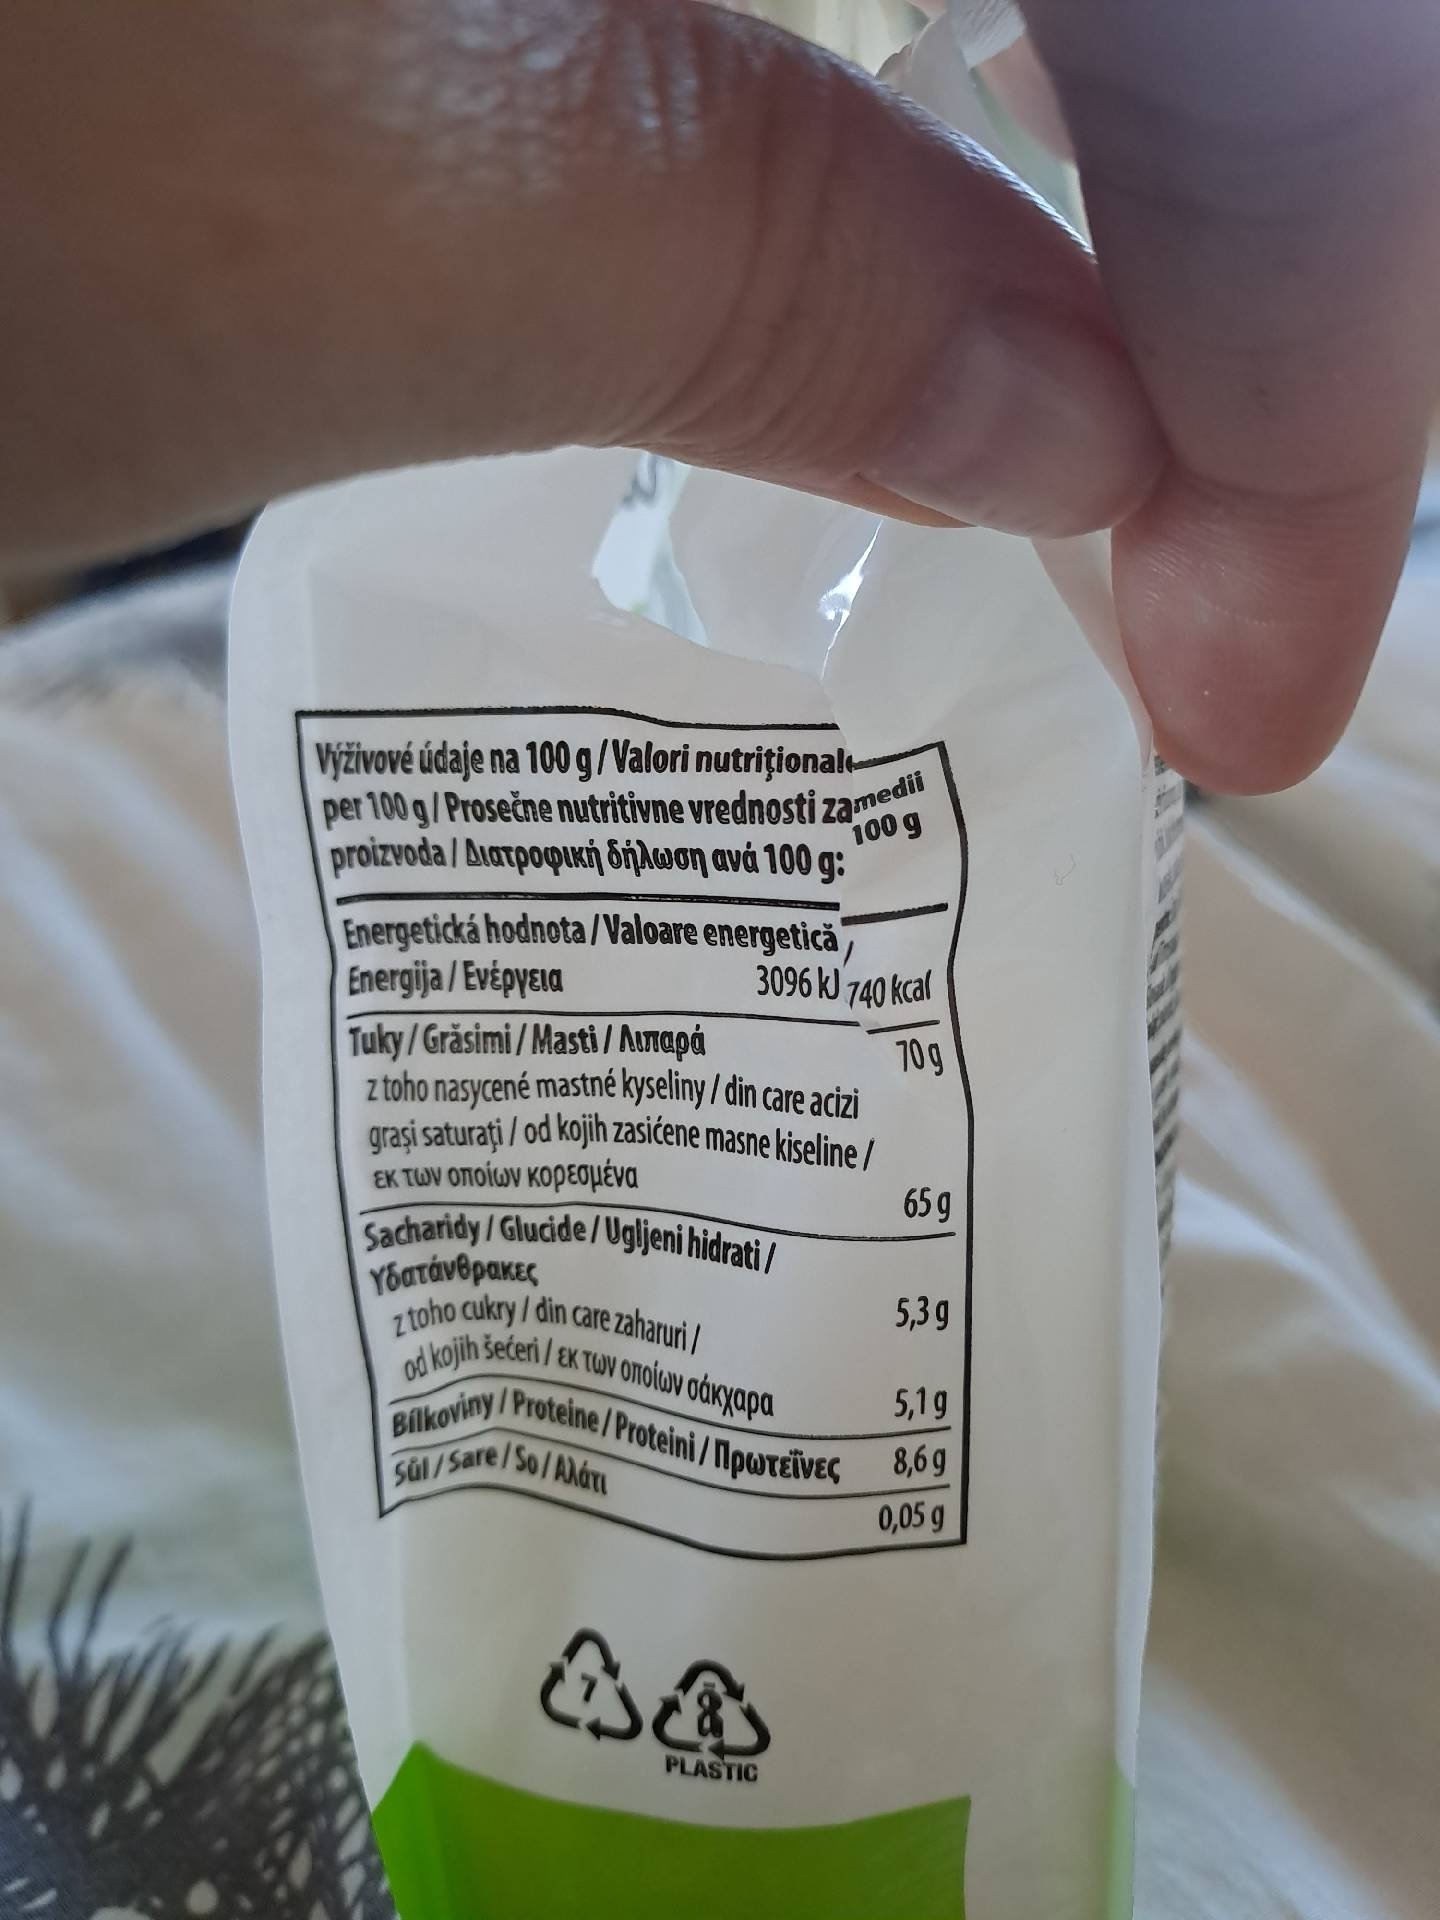 Výživové údaje na 100 g / Valori nutriționale medii
per 100 g / Prosečne nutritivne vrednosti za 100 g
proizvoda / Διατροφική δήλωση ανά 100 g:
Energetická hodnota / Valoare energetică /
Energija / Ενέργεια 3096 kJ 740 kcal
Tuky / Grăsimi / Masti / Λιπαρά 70 g
z toho nasycené mastné kyseliny / din care acizi
grași saturați / od kojih zasićene masne kiseline /
εκ των οποίων κορεσμένα 65 g
Sacharidy / Glucide / Ugljeni hidrati /
Υδατάνθρακες 5,3 g
z toho cukry / din care zaharuri /
od kojih šećeri / εκ των οποίων σάκχαρα 5,1 g
Bílkoviny / Proteine / Proteini / Πρωτεΐνες 8,6 g
Sůl / Sare / So / Αλάτι 0,05 g
7
PLASTIC